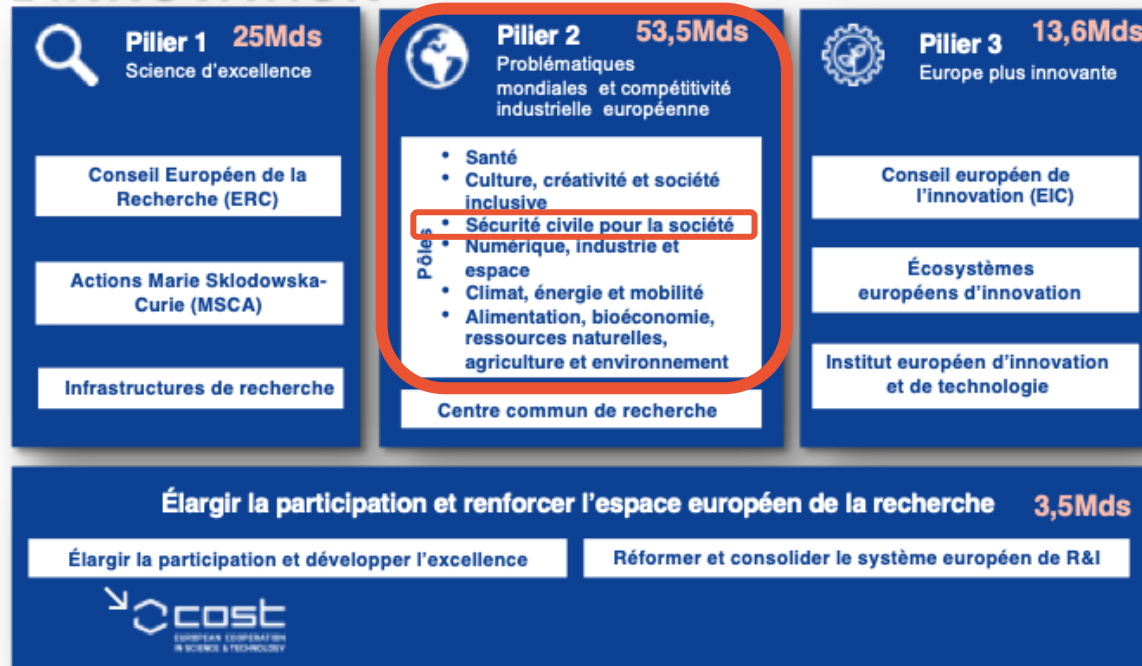 Pilier 1 25Mds
Science d'excellence
Conseil Européen de la
Recherche (ERC)
Actions Marie Sklodowska-
Curie (MSCA)
Infrastructures de recherche
Pilier 2 53,5Mds
Problématiques
mondiales et compétitivité
industrielle européenne
Pôles
• Santé
• Culture, créativité et société
inclusive
• Sécurité civile pour la société
• Numérique, industrie et
espace
• Climat, énergie et mobilité
• Alimentation, bioéconomie,
ressources naturelles,
agriculture et environnement
Centre commun de recherche
Pilier 3 13,6Mds
Europe plus innovante
Conseil européen de
l'innovation (EIC)
Écosystèmes
européens d'innovation
Institut européen d'innovation
et de technologie
Élargir la participation et renforcer l'espace européen de la recherche 3,5Mds
Élargir la participation et développer l'excellence
Réformer et consolider le système européen de R&I
cost
EUROPEAN COOPERATION
IN SCIENCE & TECHNOLOGY